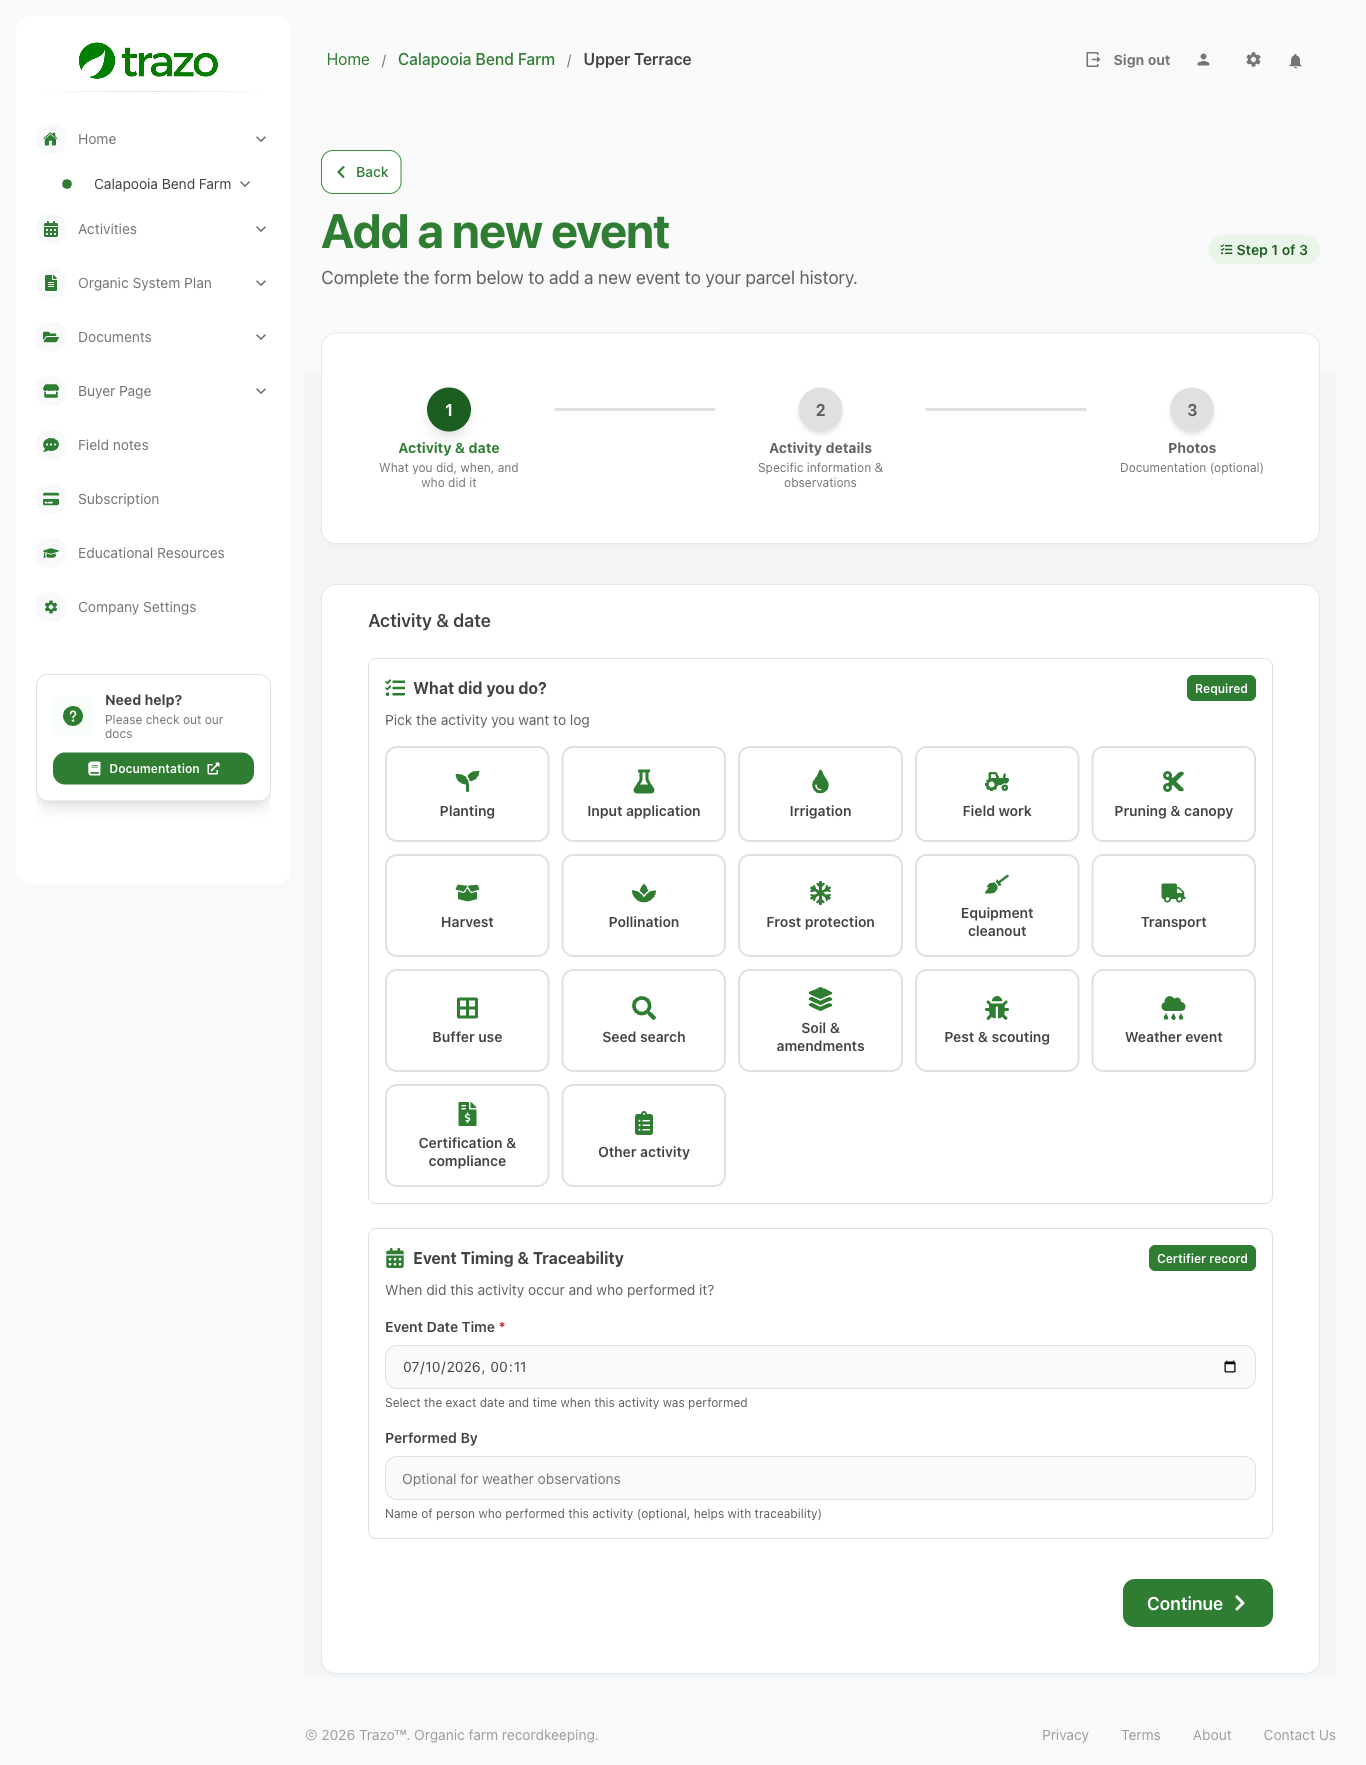 trazo
Home
Calapooia Bend Farm
Activities
Organic System Plan
Documents
Buyer Page
Field notes
Subscription
Educational Resources
Company Settings
Need help?
Please check out our
docs
Documentation
Home / Calapooia Bend Farm / Upper Terrace
Sign out
Back
Add a new event
Complete the form below to add a new event to your parcel history.
Step 1 of 3
1
Activity & date
What you did, when, and
who did it
2
Activity details
Specific information &
observations
3
Photos
Documentation (optional)
Activity & date
What did you do?
Required
Pick the activity you want to log
Planting
Input application
Irrigation
Field work
Pruning & canopy
Harvest
Pollination
Frost protection
Equipment
cleanout
Transport
Buffer use
Seed search
Soil &
amendments
Pest & scouting
Weather event
Certification &
compliance
Other activity
Event Timing & Traceability
Certifier record
When did this activity occur and who performed it?
Event Date Time *
07/10/2026, 00:11
Select the exact date and time when this activity was performed
Performed By
Optional for weather observations
Name of person who performed this activity (optional, helps with traceability)
Continue
© 2026 Trazo™. Organic farm recordkeeping.
Privacy
Terms
About
Contact Us